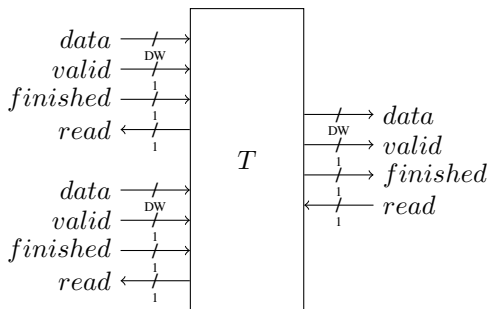 data
DW
valid
1
finished
1
read
1
data
DW
valid
1
finished
1
read
1
T
data
DW
valid
1
finished
1
read
1